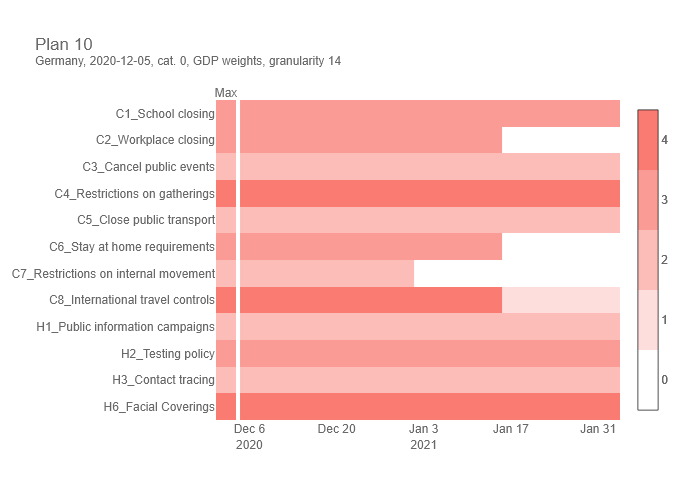 Plan 10
Germany, 2020-12-05, cat. 0, GDP weights, granularity 14
Max
C1_School closing
C2_Workplace closing
C3_Cancel public events
C4_Restrictions on gatherings
C5_Close public transport
C6_Stay at home requirements
C7_Restrictions on internal movement
C8_International travel controls
H1_Public information campaigns
H2_Testing policy
H3_Contact tracing
H6_Facial Coverings
Dec 6 Dec 20 Jan 3 Jan 17 Jan 31
2020 2021
4
3
2
1
0